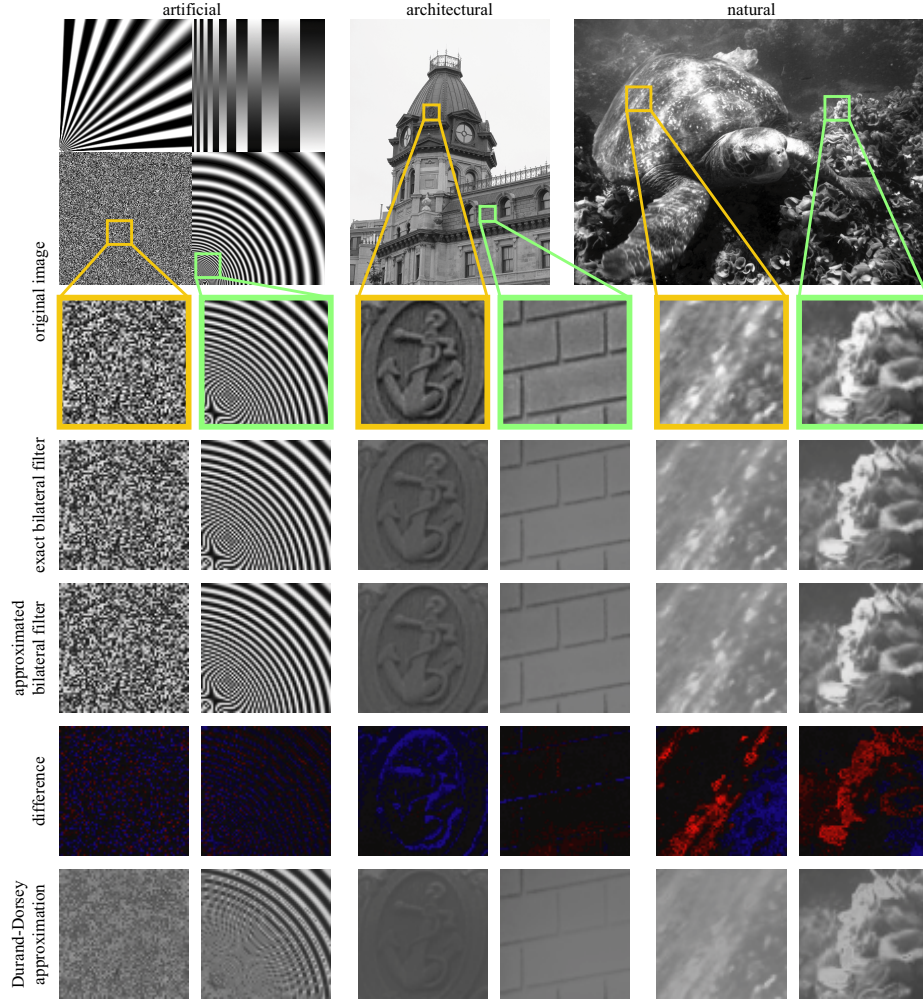 artificial
architectural
natural
original image
exact bilateral filter
approximated
bilateral filter
difference
Durand-Dorsey
approximation